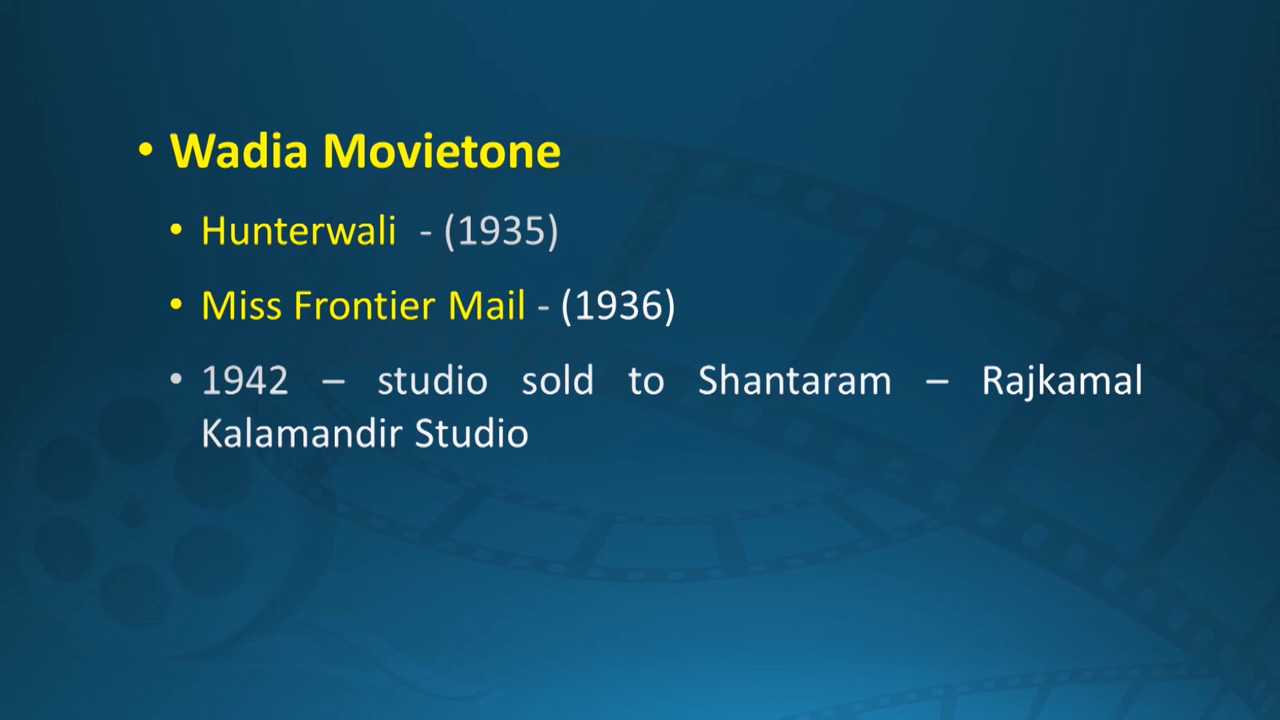 • Wadia Movietone
• Hunterwali - (1935)
• Miss Frontier Mail - (1936)
• 1942 – studio sold to Shantaram – Rajkamal
Kalamandir Studio